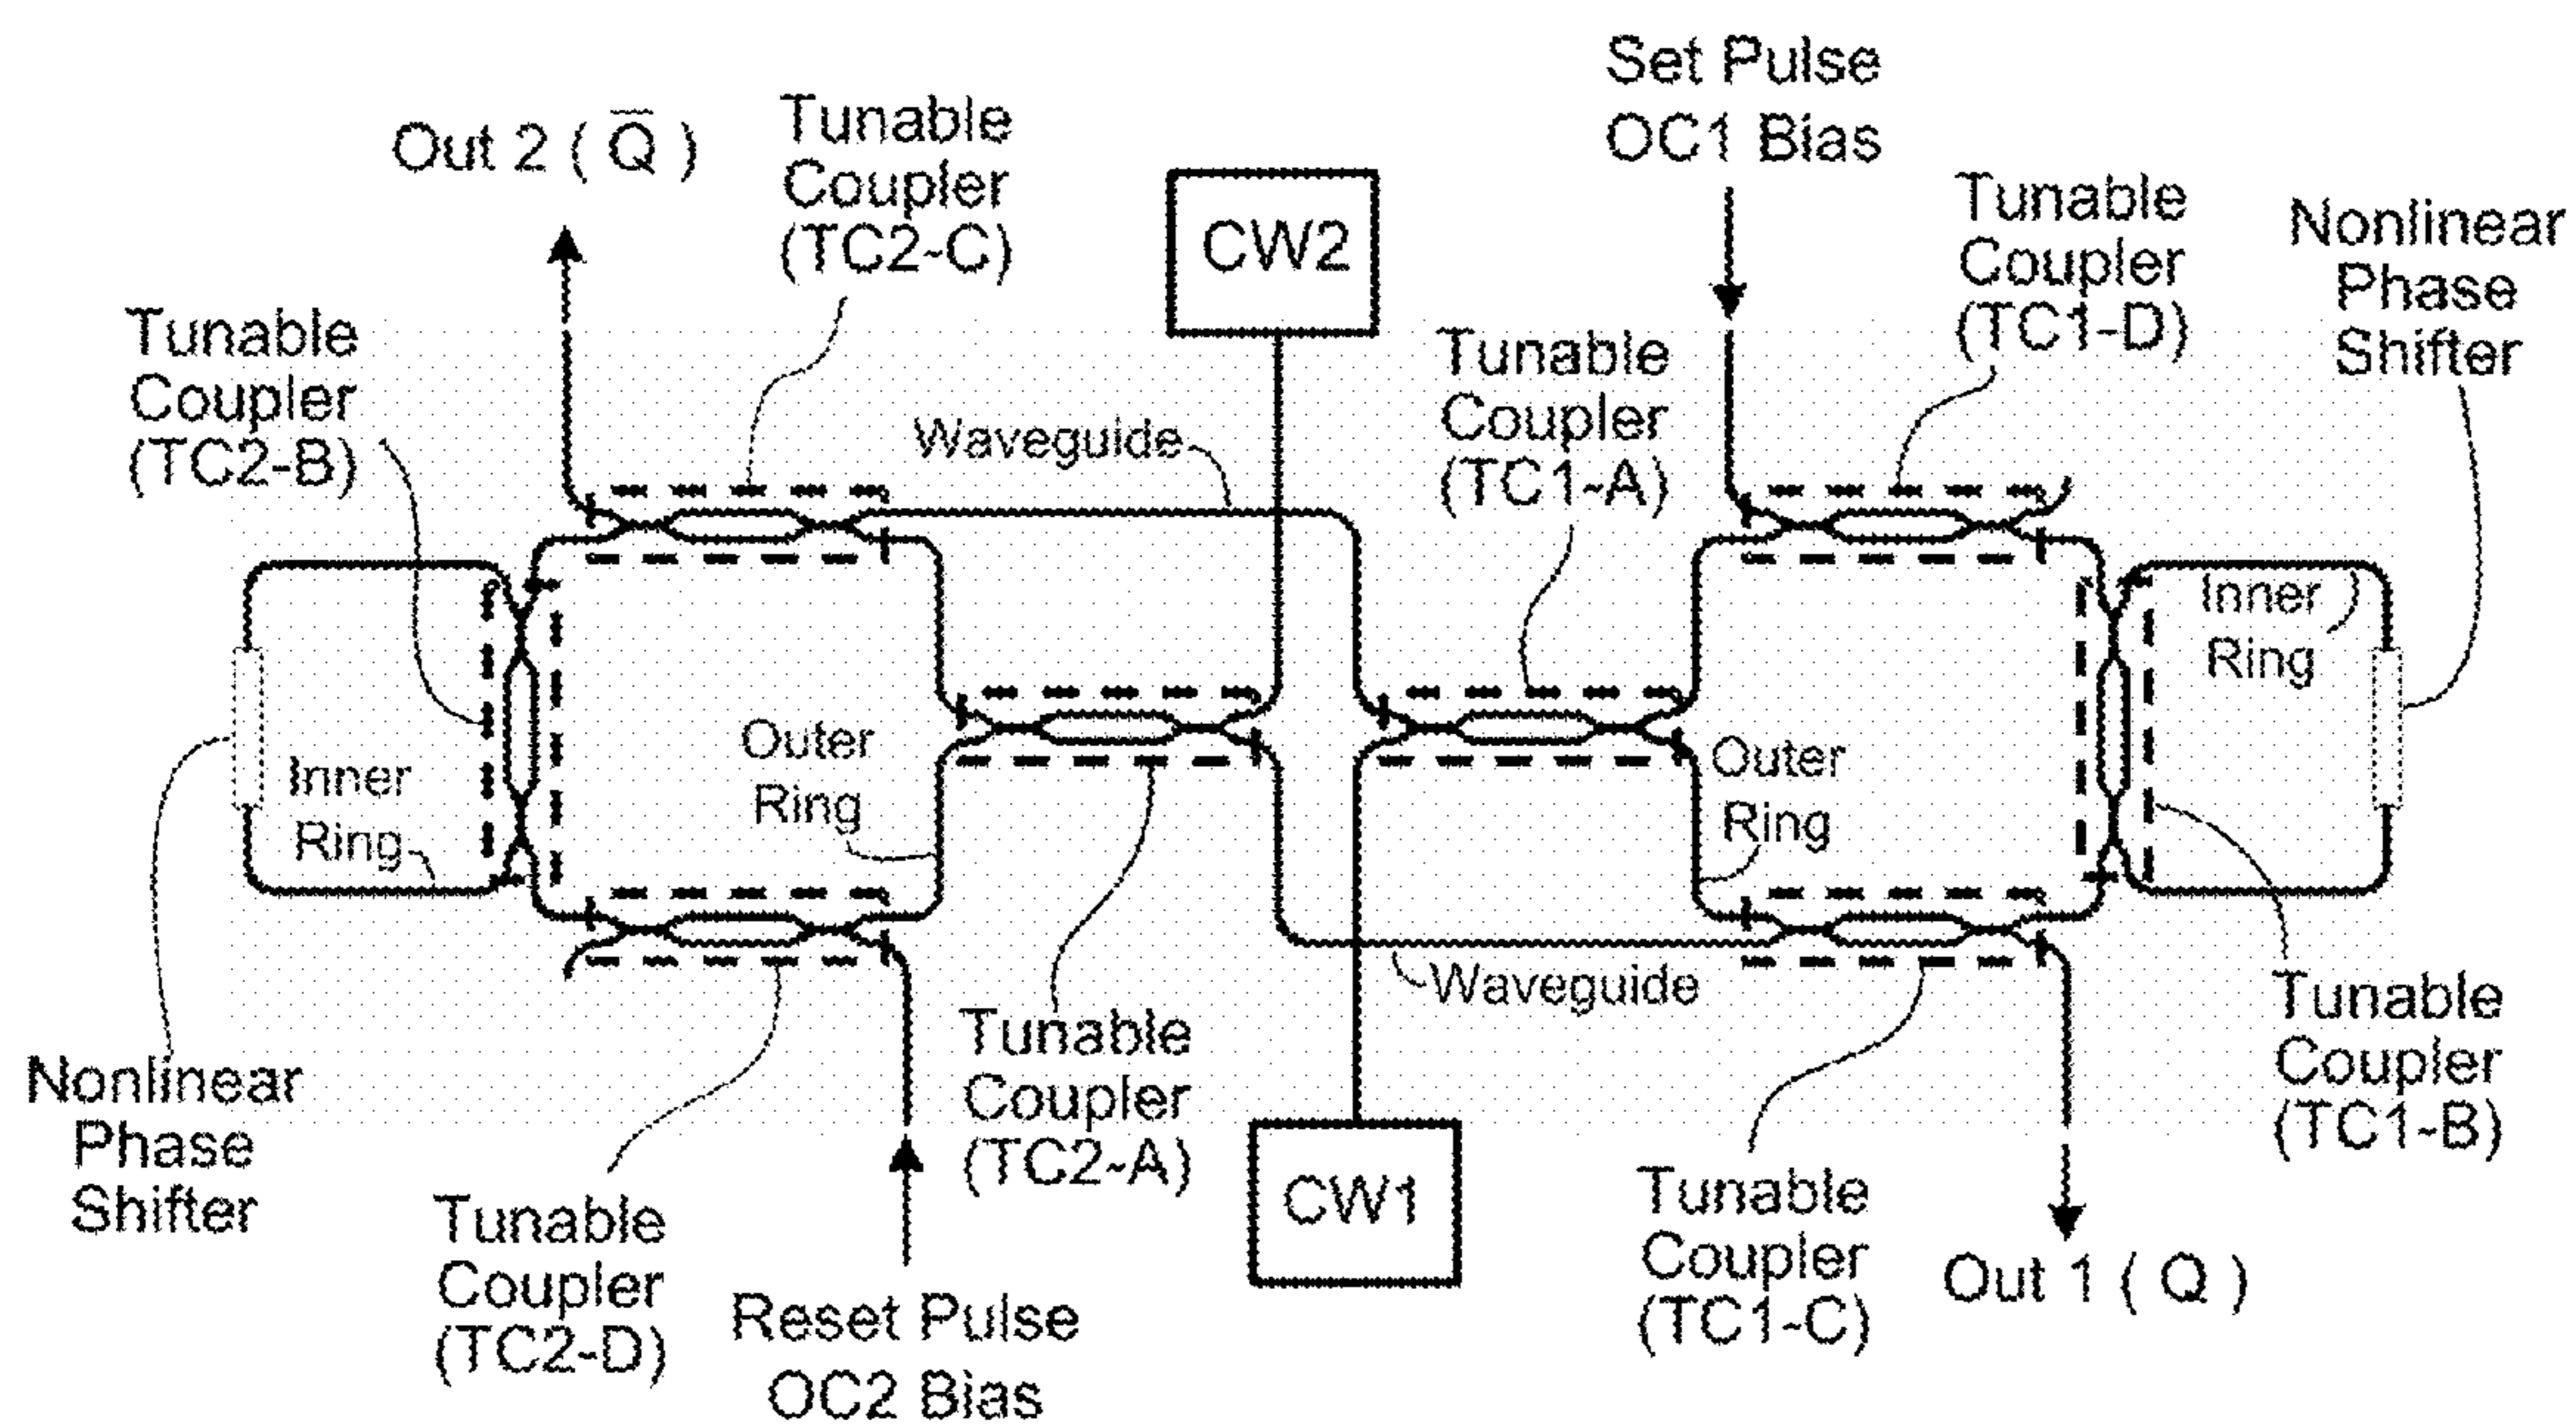 Set Pulse
OC1 Bias
Out 2 ( Q̅ )
Tunable
Coupler
(TC2-C)
CW2
Tunable
Coupler
(TC1-D)
Nonlinear
Phase
Shifter
Tunable
Coupler
(TC2-B)
Tunable
Coupler
(TC1-A)
Waveguide
Inner
Ring
Outer
Ring
Outer
Ring
Inner
Ring
Waveguide
Tunable
Coupler
(TC1-B)
Nonlinear
Phase
Shifter
Tunable
Coupler
(TC2-A)
CW1
Tunable
Coupler
(TC1-C)
Out 1 ( Q )
Tunable
Coupler
(TC2-D)
Reset Pulse
OC2 Bias